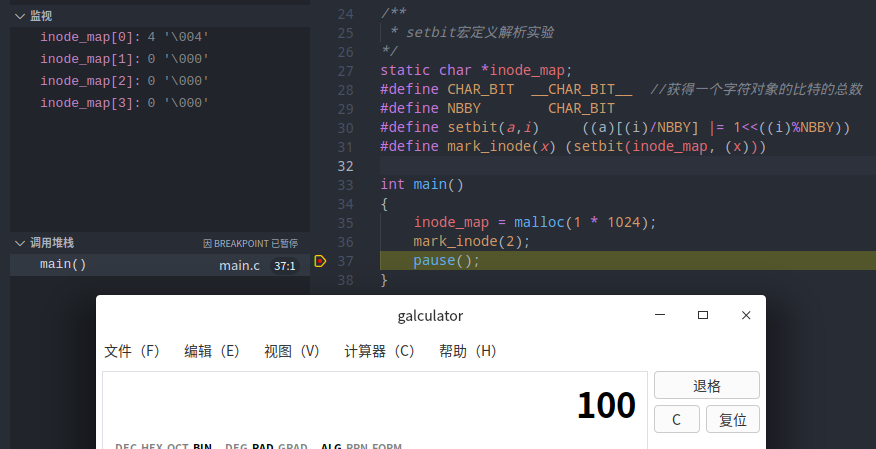 监视
inode_map[0]: 4 '\004'
inode_map[1]: 0 '\000'
inode_map[2]: 0 '\000'
inode_map[3]: 0 '\000'
调用堆栈 因 BREAKPOINT 已暂停
main() main.c 37:1
24 /**
25 * setbit宏定义解析实验
26 */
27 static char *inode_map;
28 #define CHAR_BIT __CHAR_BIT__ //获得一个字符对象的比特的总数
29 #define NBBY CHAR_BIT
30 #define setbit(a,i) ((a)[(i)/NBBY] |= 1<<((i)%NBBY))
31 #define mark_inode(x) (setbit(inode_map, (x)))
32
33 int main()
34 {
35 inode_map = malloc(1 * 1024);
36 mark_inode(2);
37 pause();
38 }
galculator
文件（F） 编辑（E） 视图（V） 计算器（C） 帮助（H）
100
退格
C 复位
DEC HEX OCT BIN DEG RAD GRAD ALG RPN FORM